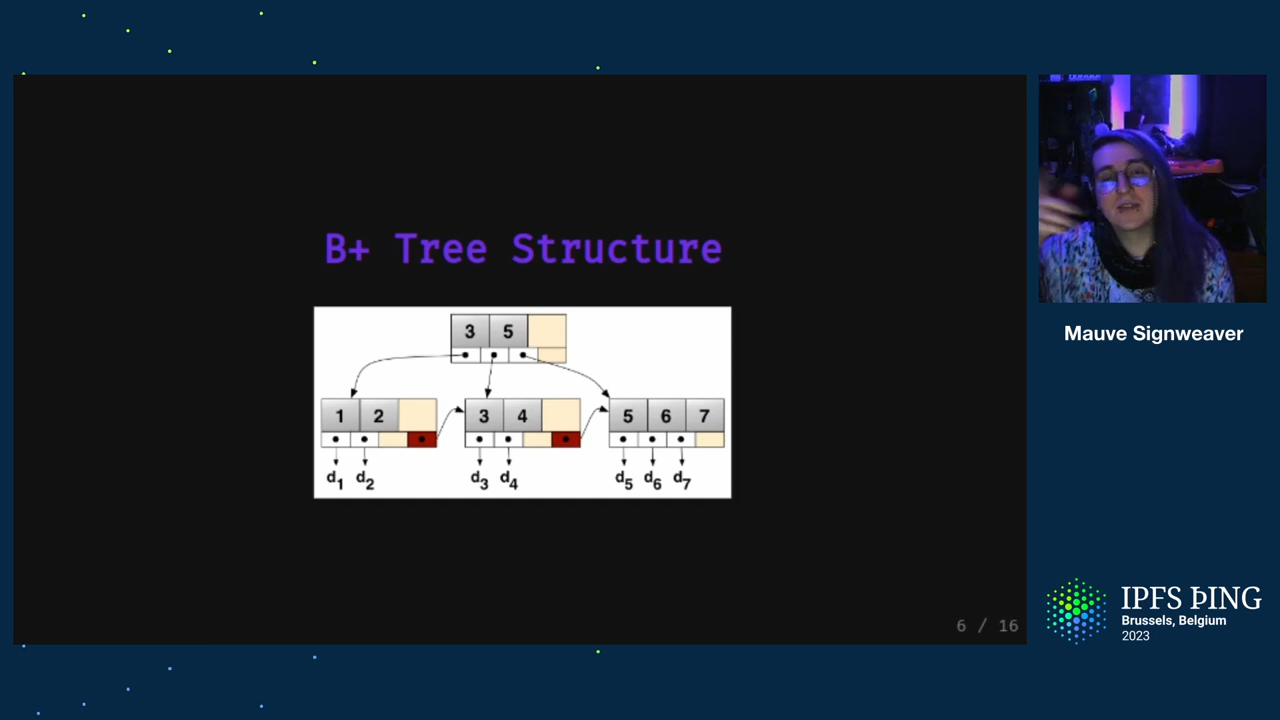 B+ Tree Structure
3 5
1 2 3 4 5 6 7
d1 d2 d3 d4 d5 d6 d7
6 / 16
Mauve Signweaver
IPFS ÞING
Brussels, Belgium
2023